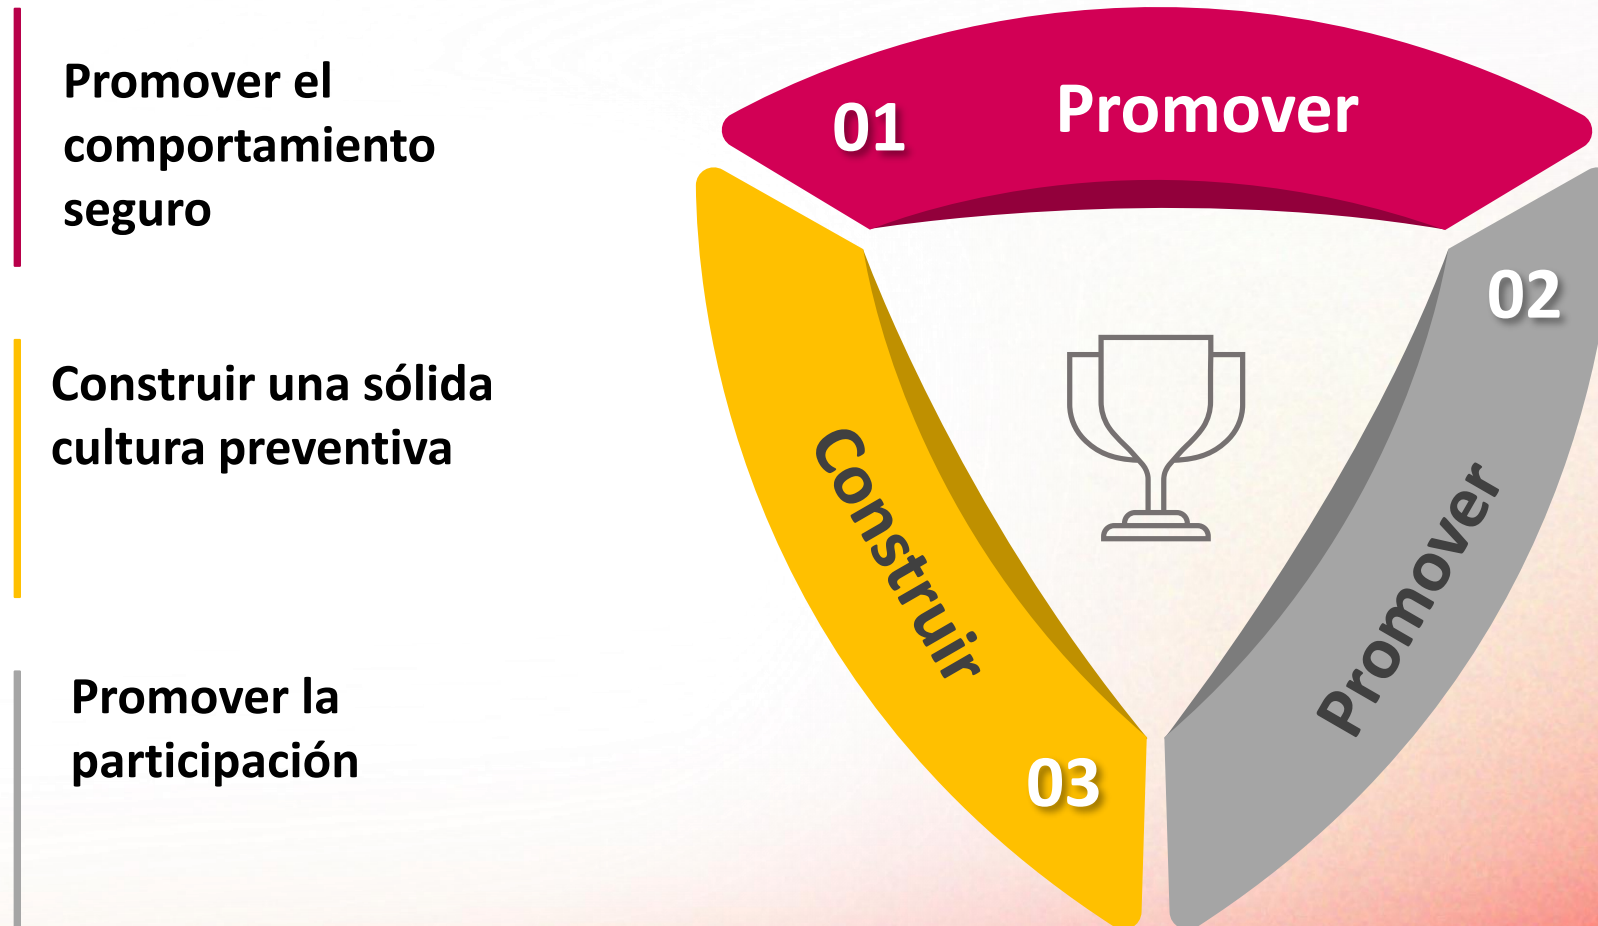 Promover el
comportamiento
seguro
Construir una sólida
cultura preventiva
Promover la
participación
01
Promover
02
Promover
Construir
03